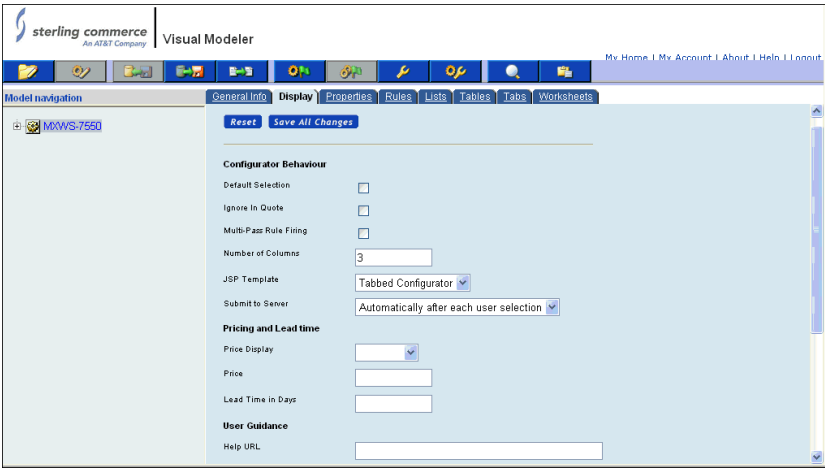 sterling commerce
An AT&T Company
Visual Modeler
My Home | My Account | About | Help | Logout
Model navigation
General Info Display Properties Rules Lists Tables Tabs Worksheets
MXWS-7550
Reset Save All Changes
Configurator Behaviour
Default Selection
Ignore In Quote
Multi-Pass Rule Firing
Number of Columns 3
JSP Template Tabbed Configurator
Submit to Server Automatically after each user selection
Pricing and Lead time
Price Display
Price
Lead Time in Days
User Guidance
Help URL